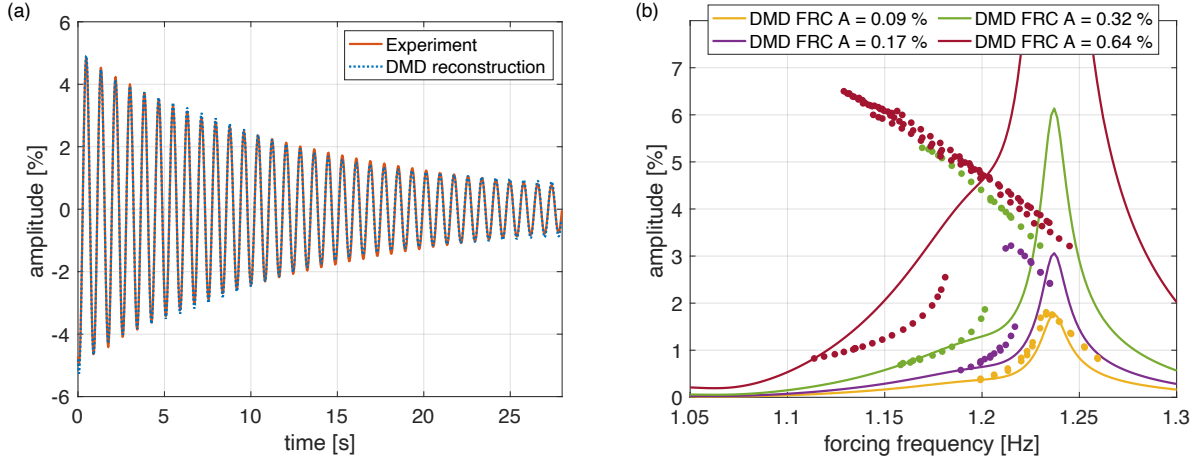 (a)
6
4
2
0
-2
-4
-6
0
5
10
15
20
25
amplitude [%]
time [s]
Experiment
DMD reconstruction
(b)
DMD FRC A = 0.09 %
DMD FRC A = 0.32 %
DMD FRC A = 0.17 %
DMD FRC A = 0.64 %
7
6
5
4
3
2
1
0
1.05
1.1
1.15
1.2
1.25
1.3
amplitude [%]
forcing frequency [Hz]